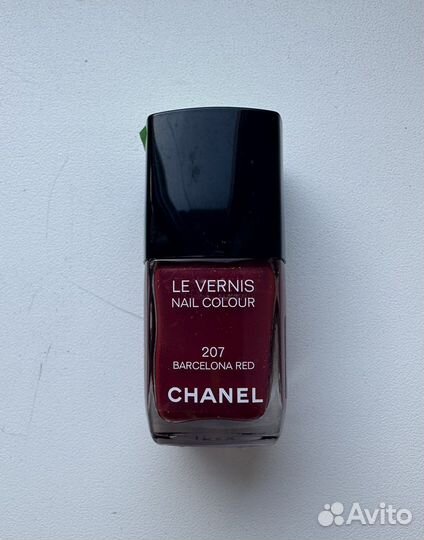 LE VERNIS
NAIL COLOUR
207
BARCELONA RED
CHANEL
Avito